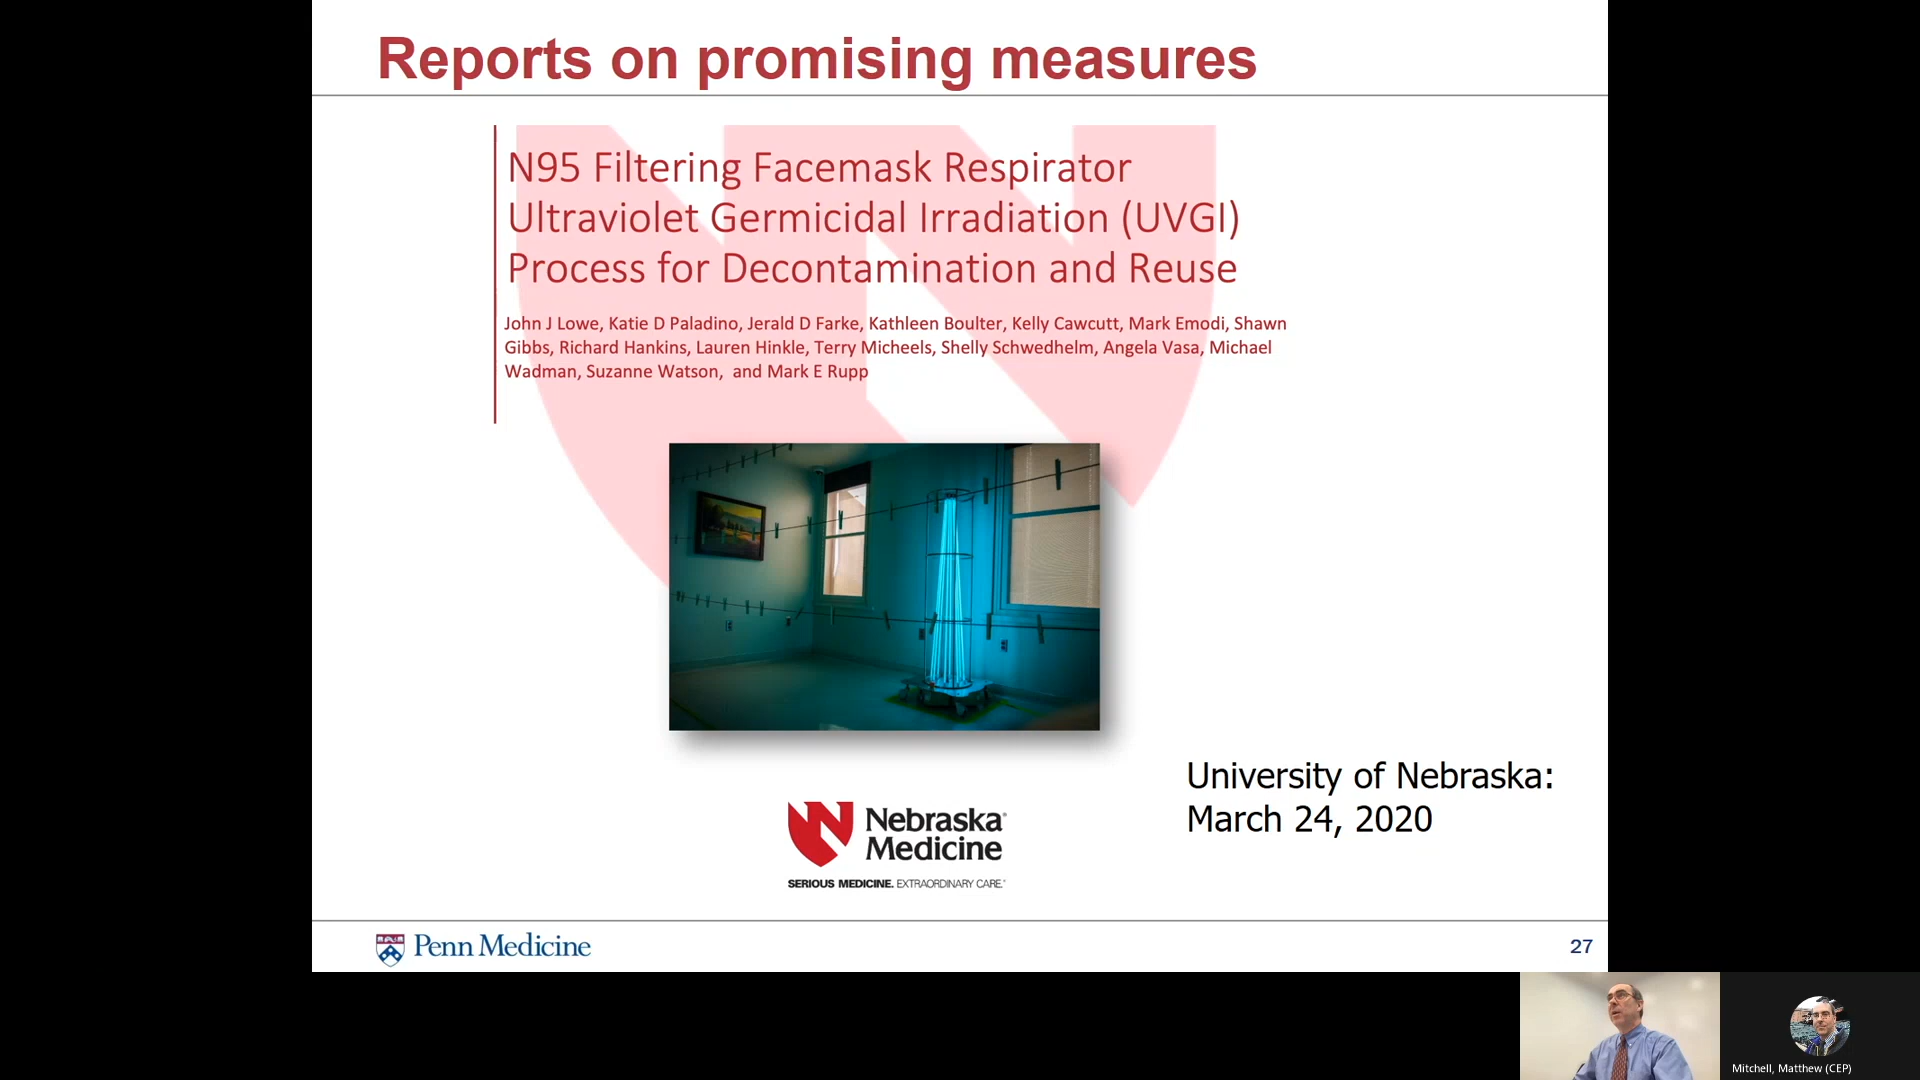 Reports on promising measures
N95 Filtering Facemask Respirator
Ultraviolet Germicidal Irradiation (UVGI)
Process for Decontamination and Reuse
John J Lowe, Katie D Paladino, Jerald D Farke, Kathleen Boulter, Kelly Cawcutt, Mark Emodi, Shawn
Gibbs, Richard Hankins, Lauren Hinkle, Terry Micheels, Shelly Schwedhelm, Angela Vasa, Michael
Wadman, Suzanne Watson, and Mark E Rupp
University of Nebraska:
March 24, 2020
Nebraska
Medicine
SERIOUS MEDICINE. EXTRAORDINARY CARE.
Penn Medicine
27
Mitchell, Matthew (CEP)